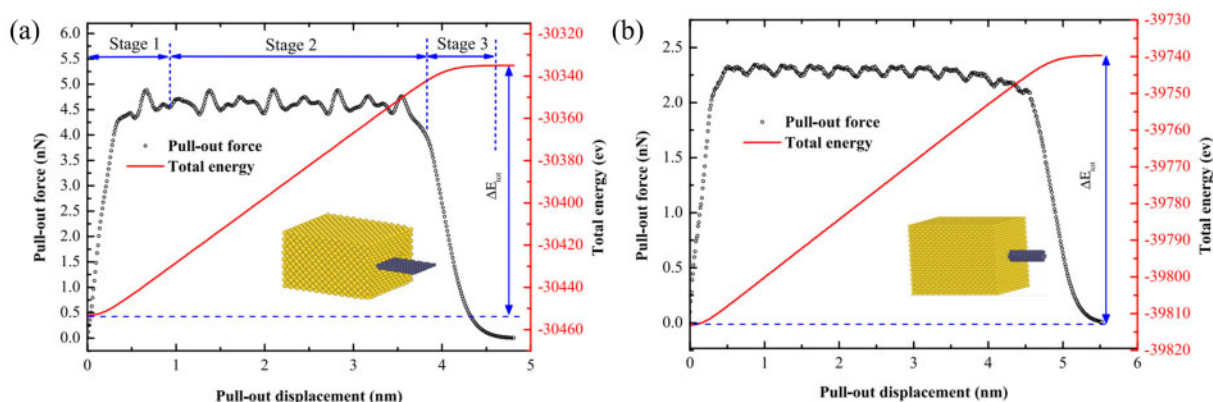 (a)
6.0
5.5
5.0
4.5
4.0
3.5
3.0
2.5
2.0
1.5
1.0
0.5
0.0
Pull-out force (nN)
Stage 1
Stage 2
Stage 3
Pull-out force
Total energy
ΔE_tot
-30320
-30340
-30360
-30380
-30400
-30420
-30440
-30460
Total energy (ev)
0 1 2 3 4 5
Pull-out displacement (nm)
(b)
2.5
2.0
1.5
1.0
0.5
0.0
Pull-out force (nN)
Pull-out force
Total energy
ΔE_tot
-39730
-39740
-39750
-39760
-39770
-39780
-39790
-39800
-39810
-39820
Total energy (ev)
0 1 2 3 4 5 6
Pull-out displacement (nm)